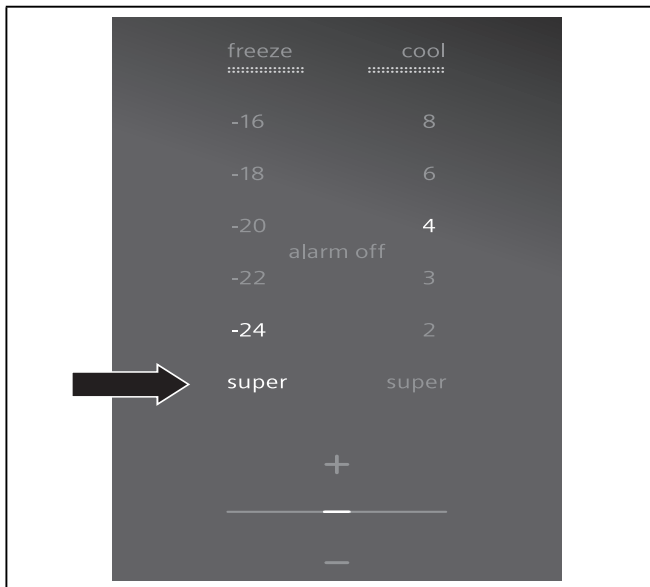 freeze cool
-16 8
-18 6
-20 4
alarm off
-22 3
-24 2
super super
+
–